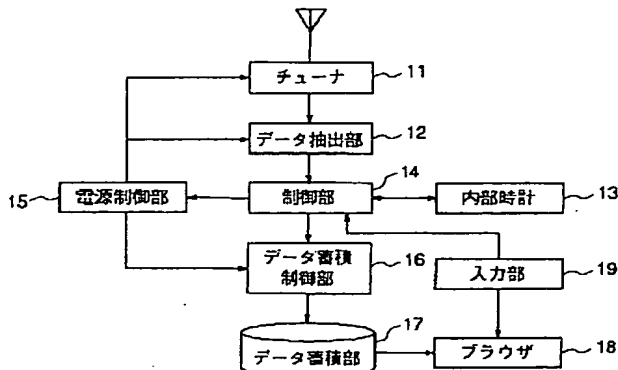 チューナ 11
データ抽出部 12
15 電源制御部 制御部 14 内部時計 13
データ蓄積
制御部 16
入力部 19
データ蓄積部 17
ブラウザ 18